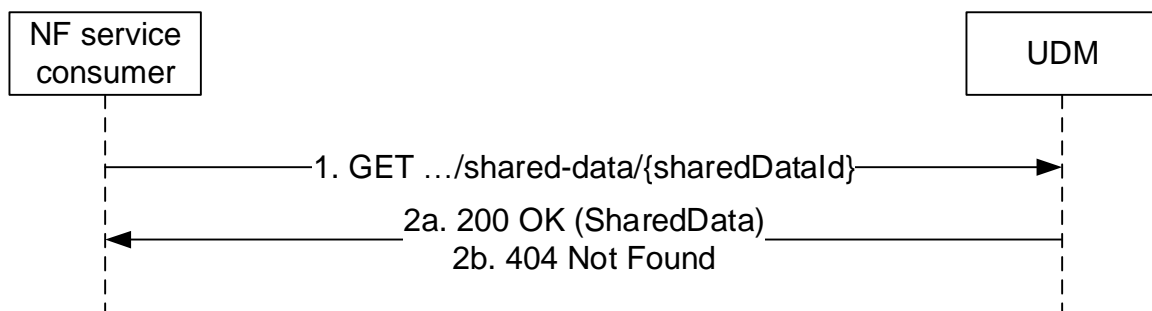 NF service
consumer
UDM
1. GET …/shared-data/{sharedDataId}
2a. 200 OK (SharedData)
2b. 404 Not Found